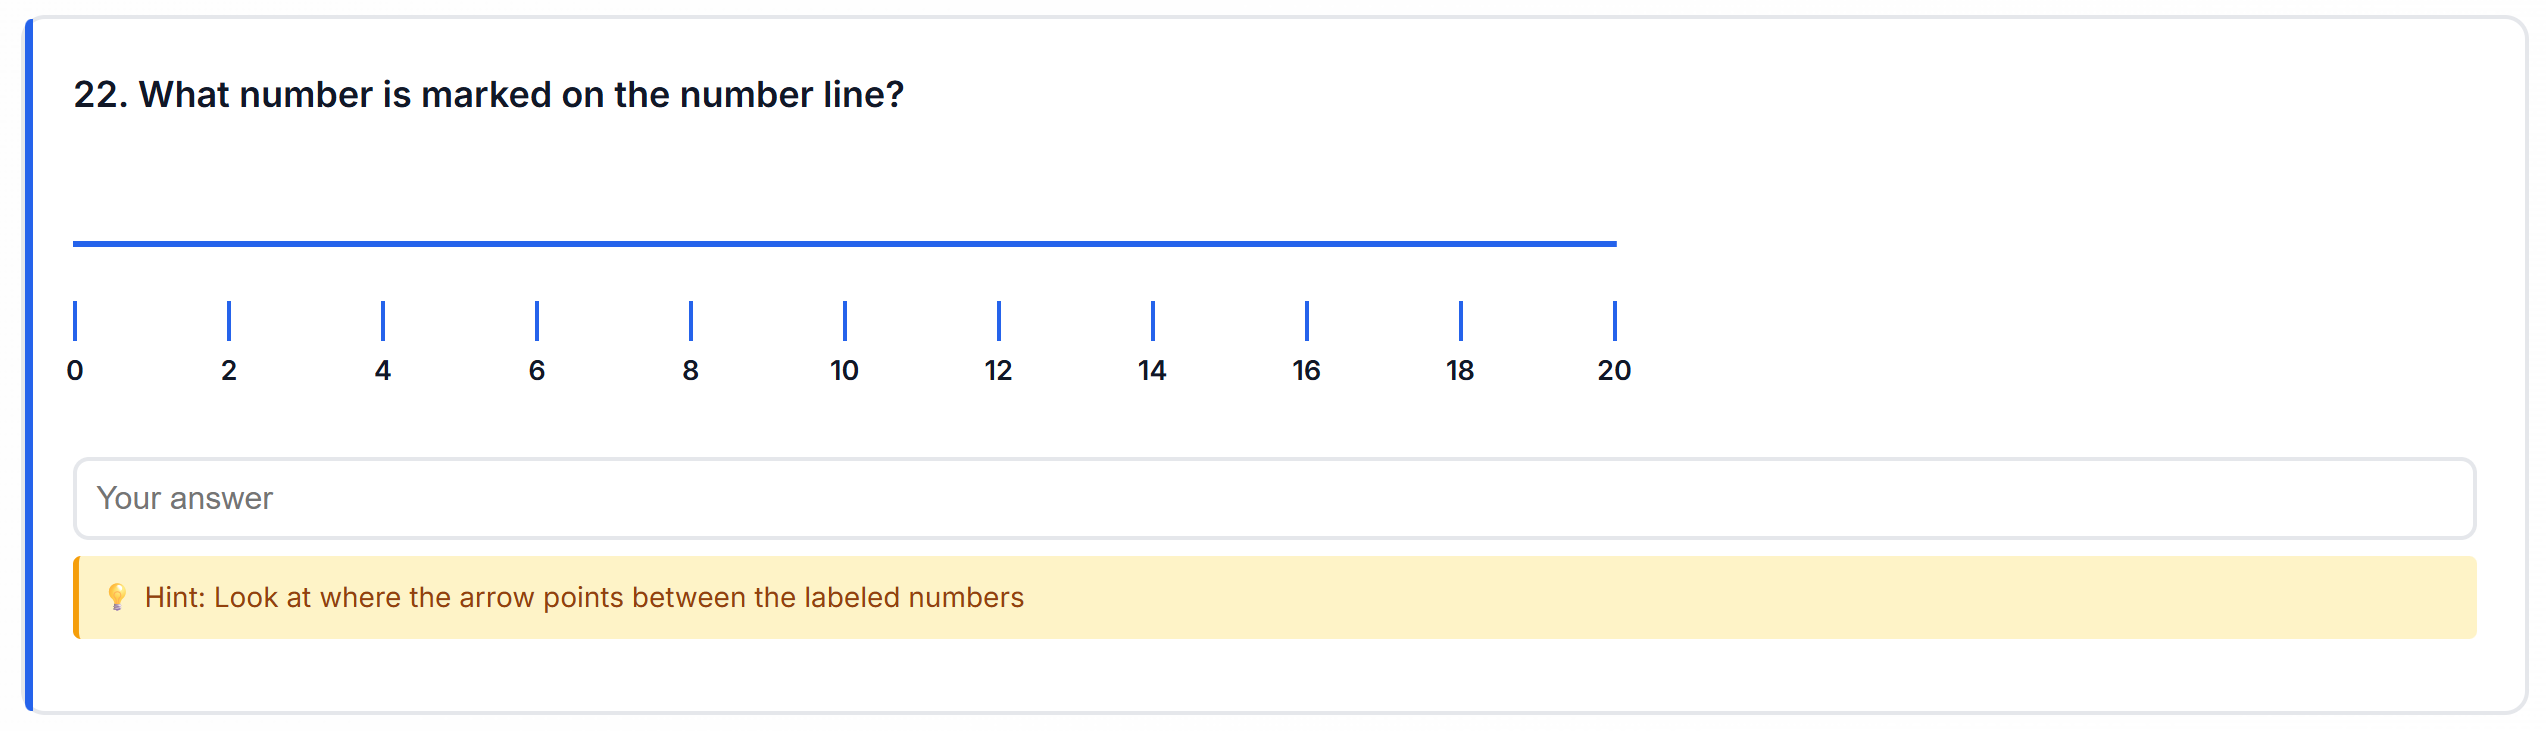 22. What number is marked on the number line?
0 2 4 6 8 10 12 14 16 18 20
Your answer
💡 Hint: Look at where the arrow points between the labeled numbers